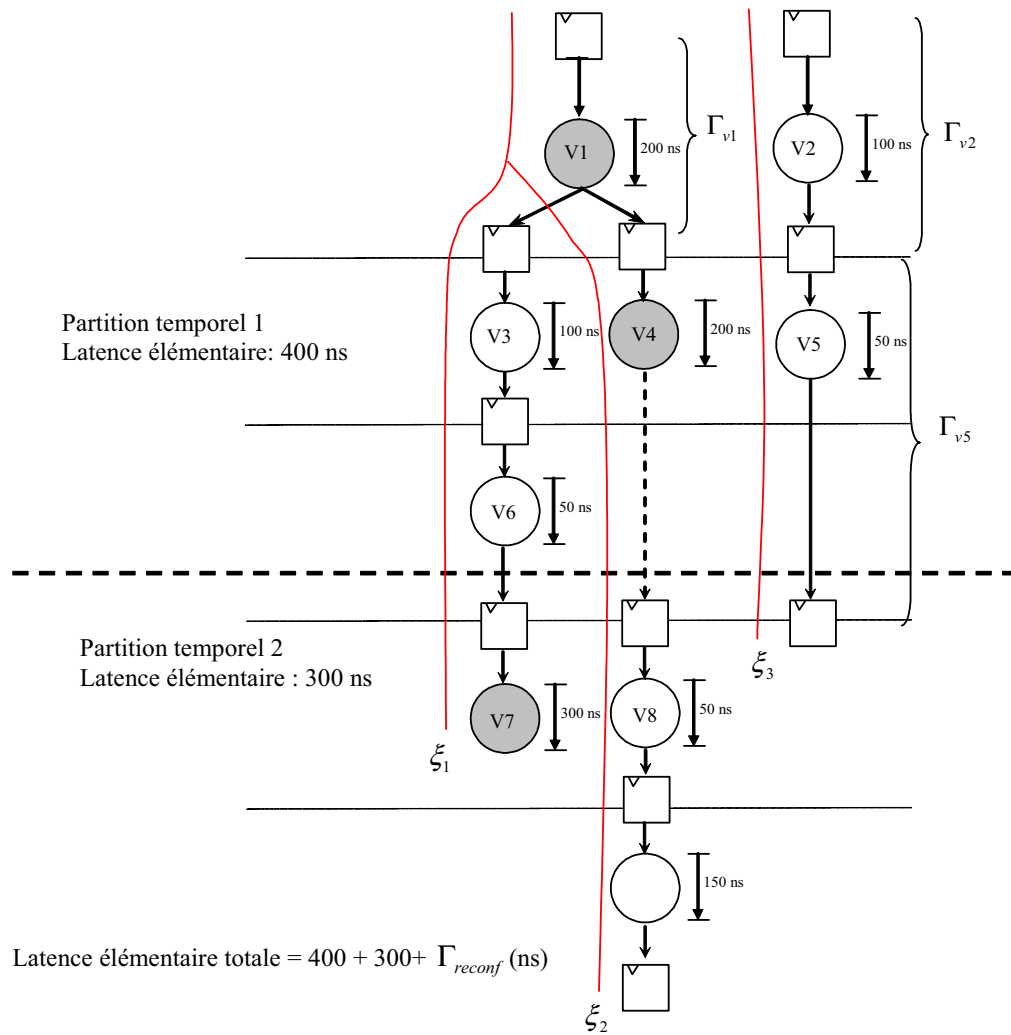 Γv1
Γv2
V1
200 ns
V2
100 ns
Partition temporel 1
Latence élémentaire: 400 ns
V3
100 ns
V4
200 ns
V5
50 ns
Γv5
V6
50 ns
Partition temporel 2
Latence élémentaire : 300 ns
ξ3
V7
300 ns
V8
50 ns
ξ1
150 ns
Latence élémentaire totale = 400 + 300+ Γreconf (ns)
ξ2